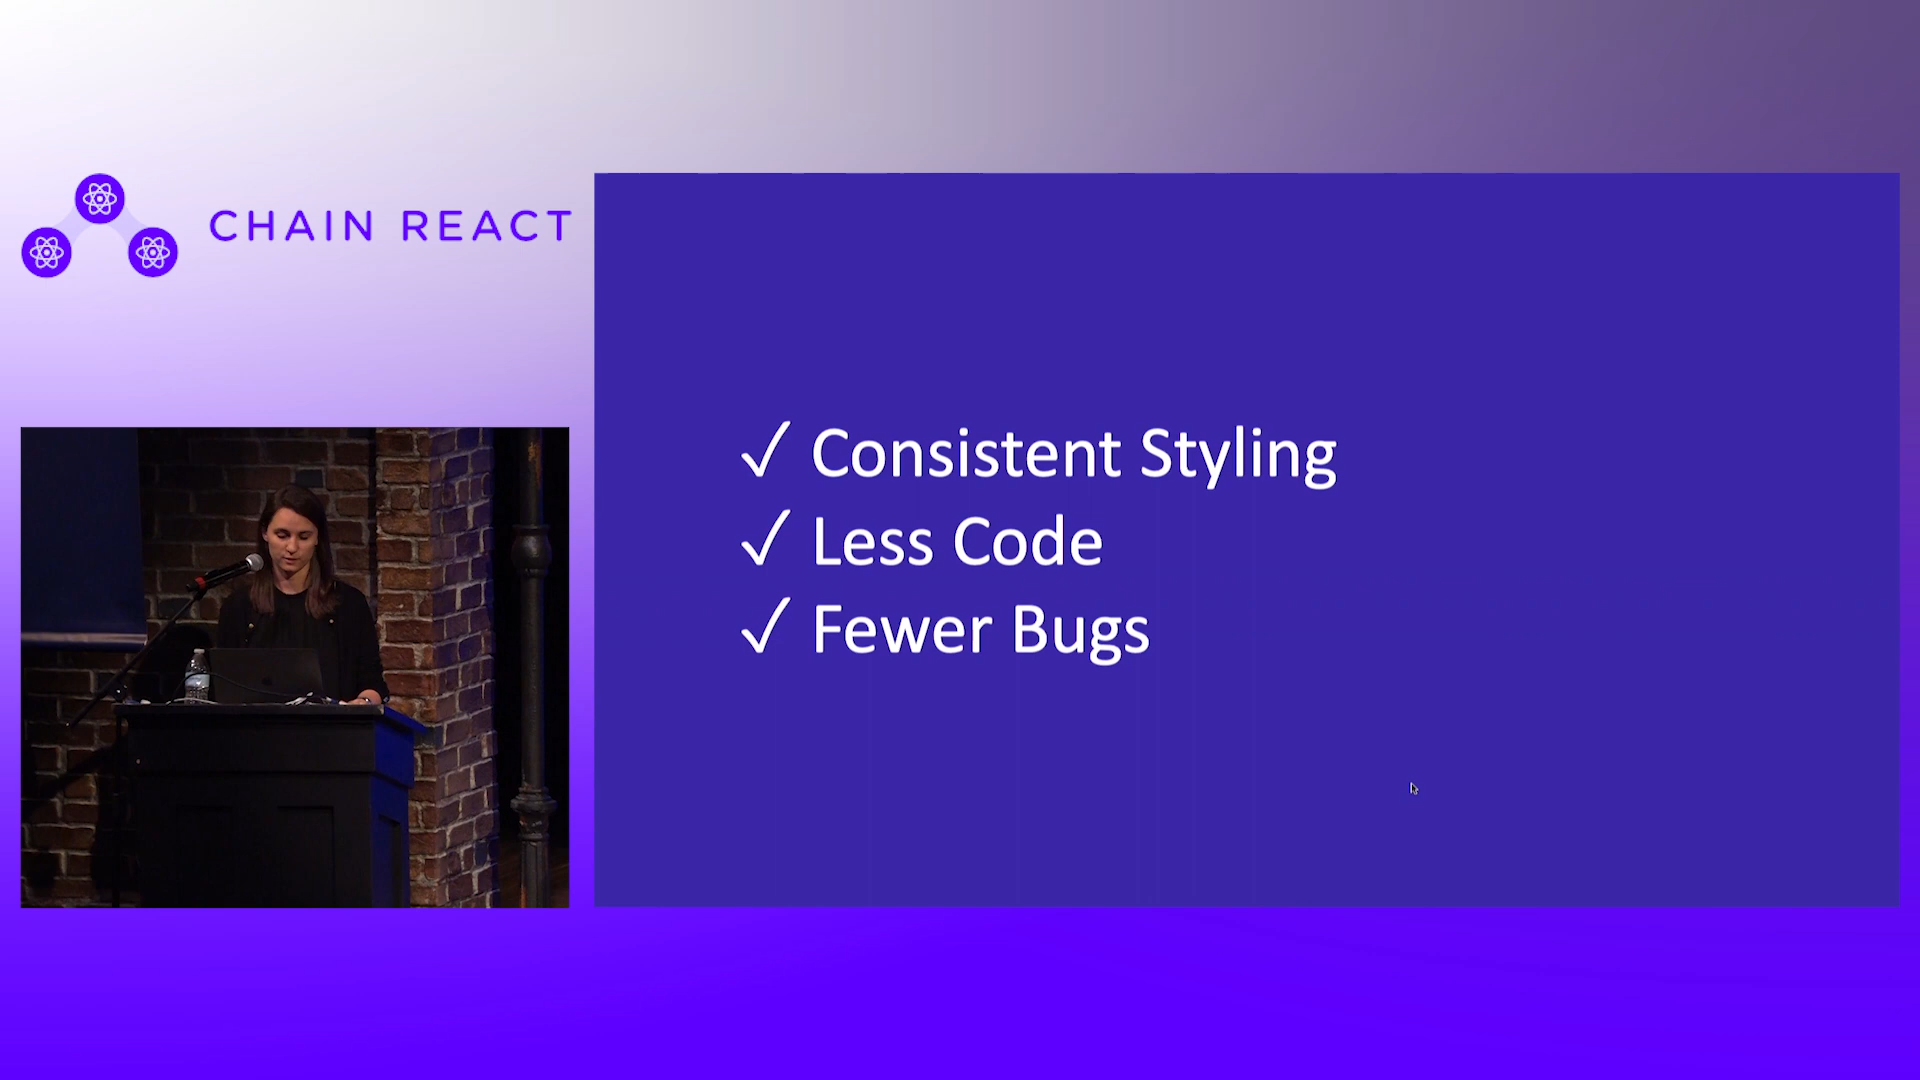 CHAIN REACT
✓ Consistent Styling
✓ Less Code
✓ Fewer Bugs